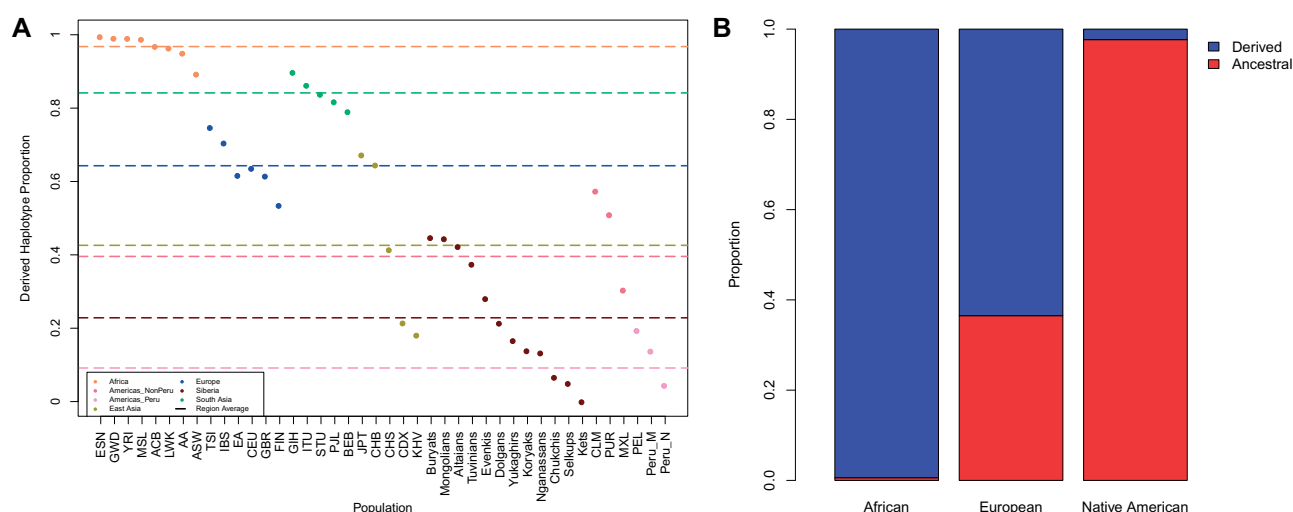 A
Derived Haplotype Proportion
1
0.8
0.6
0.4
0.2
0
Africa
Americas_NonPeru
Americas_Peru
East Asia
Europe
Siberia
South Asia
Region Average
ESN
GWD
YRI
MSL
ACB
LWK
AA
ASW
TSI
IBS
EA
CEU
GBR
FIN
GIH
ITU
STU
PJL
BEB
JPT
CHB
CHS
CDX
KHV
Buryats
Mongolians
Altaians
Tuvinians
Evenkis
Dolgans
Yukaghirs
Koryaks
Nganassans
Chukchis
Selkups
Kets
CLM
PUR
MXL
PEL
Peru_M
Peru_N
Population
B
Proportion
1.0
0.8
0.6
0.4
0.2
0.0
African
European
Native American
Derived
Ancestral